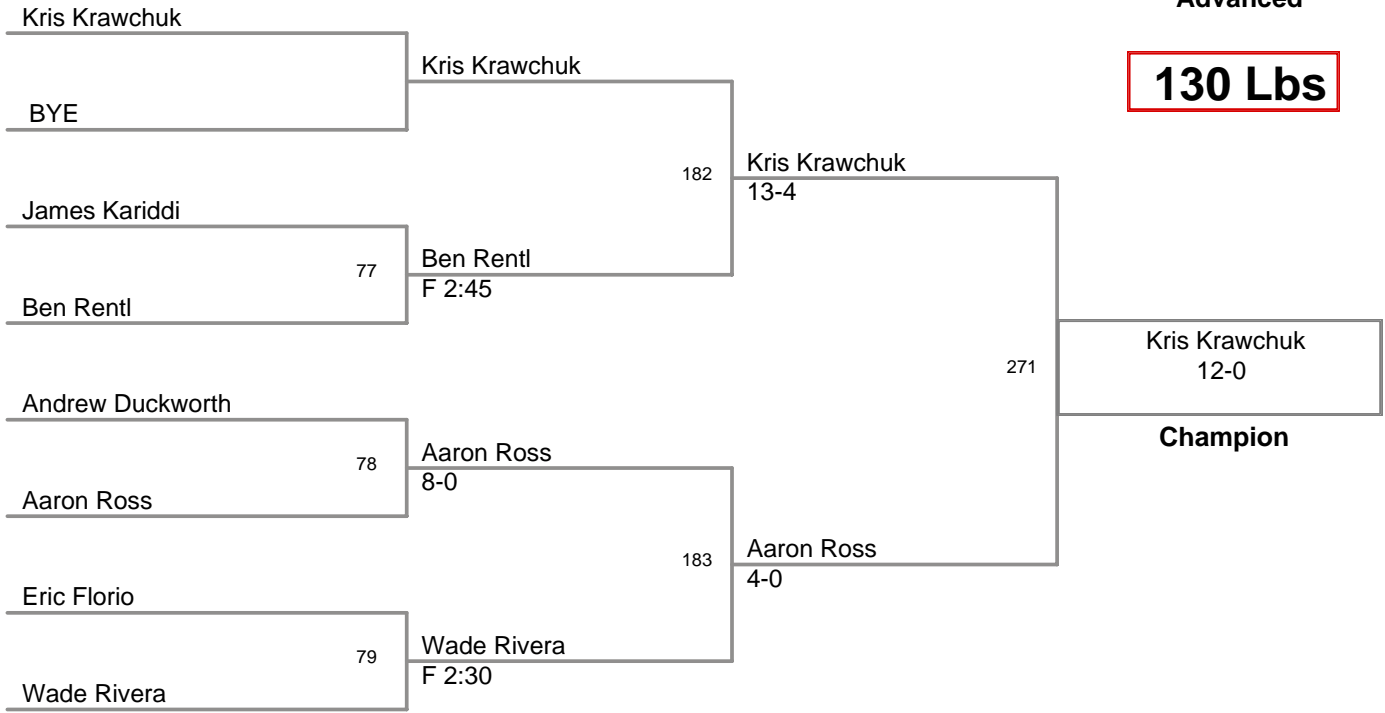 Advanced
130 Lbs
Kris Krawchuk
BYE
James Kariddi
77
Ben Rentl
Andrew Duckworth
78
Aaron Ross
Eric Florio
79
Wade Rivera
Kris Krawchuk
182
Ben Rentl
F 2:45
Aaron Ross
8-0
183
Wade Rivera
F 2:30
Kris Krawchuk
13-4
271
Aaron Ross
4-0
Kris Krawchuk
12-0
Champion